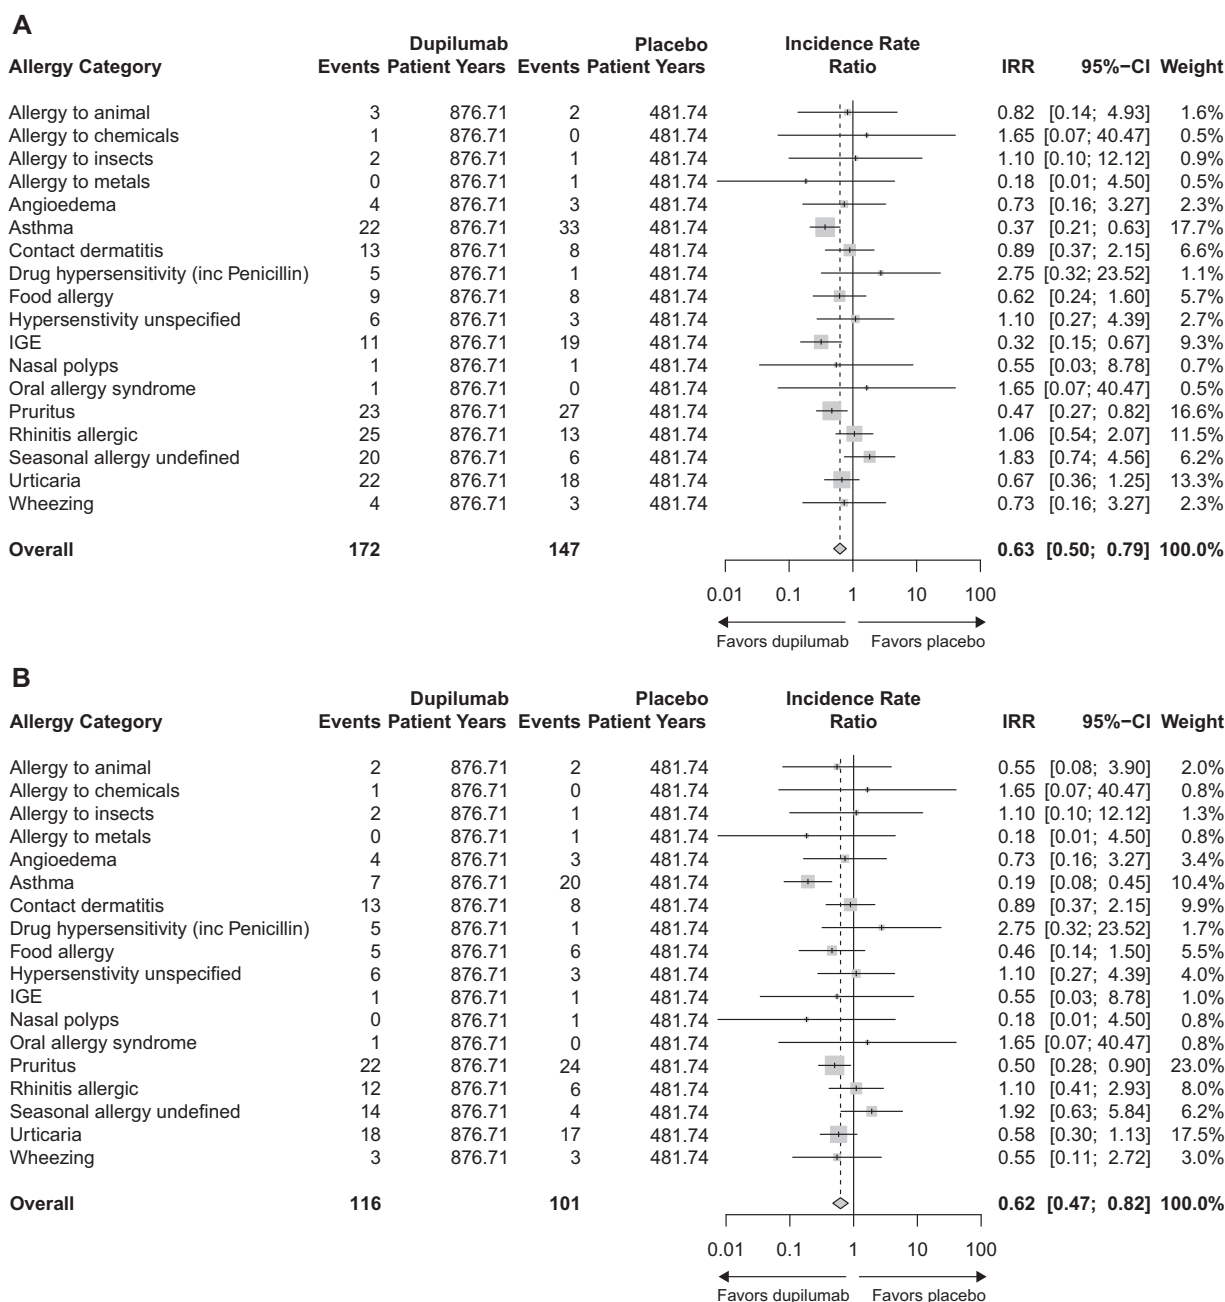 A
Dupilumab Placebo Incidence Rate
Allergy Category Events Patient Years Events Patient Years Ratio IRR 95%−CI Weight
Allergy to animal 3 876.71 2 481.74 0.82 [0.14; 4.93] 1.6%
Allergy to chemicals 1 876.71 0 481.74 1.65 [0.07; 40.47] 0.5%
Allergy to insects 2 876.71 1 481.74 1.10 [0.10; 12.12] 0.9%
Allergy to metals 0 876.71 1 481.74 0.18 [0.01; 4.50] 0.5%
Angioedema 4 876.71 3 481.74 0.73 [0.16; 3.27] 2.3%
Asthma 22 876.71 33 481.74 0.37 [0.21; 0.63] 17.7%
Contact dermatitis 13 876.71 8 481.74 0.89 [0.37; 2.15] 6.6%
Drug hypersensitivity (inc Penicillin) 5 876.71 1 481.74 2.75 [0.32; 23.52] 1.1%
Food allergy 9 876.71 8 481.74 0.62 [0.24; 1.60] 5.7%
Hypersenstivity unspecified 6 876.71 3 481.74 1.10 [0.27; 4.39] 2.7%
IGE 11 876.71 19 481.74 0.32 [0.15; 0.67] 9.3%
Nasal polyps 1 876.71 1 481.74 0.55 [0.03; 8.78] 0.7%
Oral allergy syndrome 1 876.71 0 481.74 1.65 [0.07; 40.47] 0.5%
Pruritus 23 876.71 27 481.74 0.47 [0.27; 0.82] 16.6%
Rhinitis allergic 25 876.71 13 481.74 1.06 [0.54; 2.07] 11.5%
Seasonal allergy undefined 20 876.71 6 481.74 1.83 [0.74; 4.56] 6.2%
Urticaria 22 876.71 18 481.74 0.67 [0.36; 1.25] 13.3%
Wheezing 4 876.71 3 481.74 0.73 [0.16; 3.27] 2.3%
Overall 172 147 0.63 [0.50; 0.79] 100.0%
0.01 0.1 1 10 100
Favors dupilumab Favors placebo
B
Dupilumab Placebo Incidence Rate
Allergy Category Events Patient Years Events Patient Years Ratio IRR 95%−CI Weight
Allergy to animal 2 876.71 2 481.74 0.55 [0.08; 3.90] 2.0%
Allergy to chemicals 1 876.71 0 481.74 1.65 [0.07; 40.47] 0.8%
Allergy to insects 2 876.71 1 481.74 1.10 [0.10; 12.12] 1.3%
Allergy to metals 0 876.71 1 481.74 0.18 [0.01; 4.50] 0.8%
Angioedema 4 876.71 3 481.74 0.73 [0.16; 3.27] 3.4%
Asthma 7 876.71 20 481.74 0.19 [0.08; 0.45] 10.4%
Contact dermatitis 13 876.71 8 481.74 0.89 [0.37; 2.15] 9.9%
Drug hypersensitivity (inc Penicillin) 5 876.71 1 481.74 2.75 [0.32; 23.52] 1.7%
Food allergy 5 876.71 6 481.74 0.46 [0.14; 1.50] 5.5%
Hypersenstivity unspecified 6 876.71 3 481.74 1.10 [0.27; 4.39] 4.0%
IGE 1 876.71 1 481.74 0.55 [0.03; 8.78] 1.0%
Nasal polyps 0 876.71 1 481.74 0.18 [0.01; 4.50] 0.8%
Oral allergy syndrome 1 876.71 0 481.74 1.65 [0.07; 40.47] 0.8%
Pruritus 22 876.71 24 481.74 0.50 [0.28; 0.90] 23.0%
Rhinitis allergic 12 876.71 6 481.74 1.10 [0.41; 2.93] 8.0%
Seasonal allergy undefined 14 876.71 4 481.74 1.92 [0.63; 5.84] 6.2%
Urticaria 18 876.71 17 481.74 0.58 [0.30; 1.13] 17.5%
Wheezing 3 876.71 3 481.74 0.55 [0.11; 2.72] 3.0%
Overall 116 101 0.62 [0.47; 0.82] 100.0%
0.01 0.1 1 10 100
Favors dupilumab Favors placebo